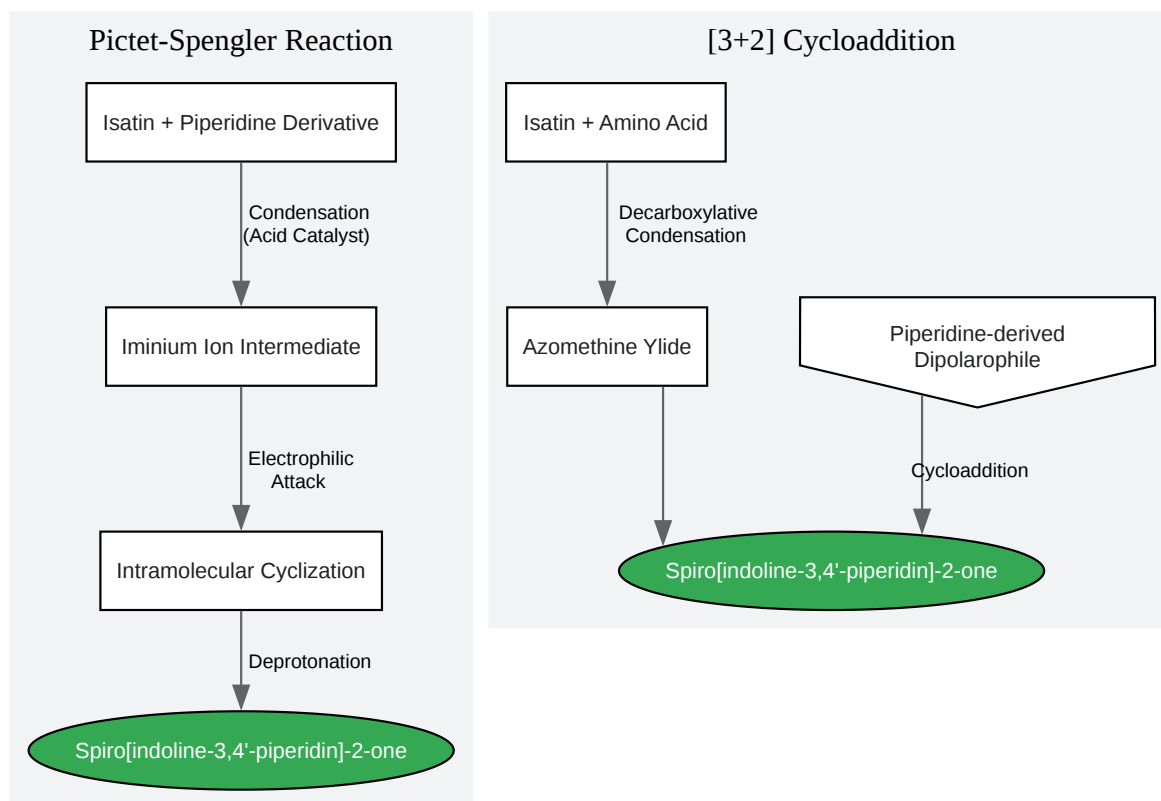 Pictet-Spengler Reaction
Isatin + Piperidine Derivative
Condensation
(Acid Catalyst)
Iminium Ion Intermediate
Electrophilic
Attack
Intramolecular Cyclization
Deprotonation
Spiro[indoline-3,4'-piperidin]-2-one
[3+2] Cycloaddition
Isatin + Amino Acid
Decarboxylative
Condensation
Azomethine Ylide
Piperidine-derived
Dipolarophile
Cycloaddition
Spiro[indoline-3,4'-piperidin]-2-one